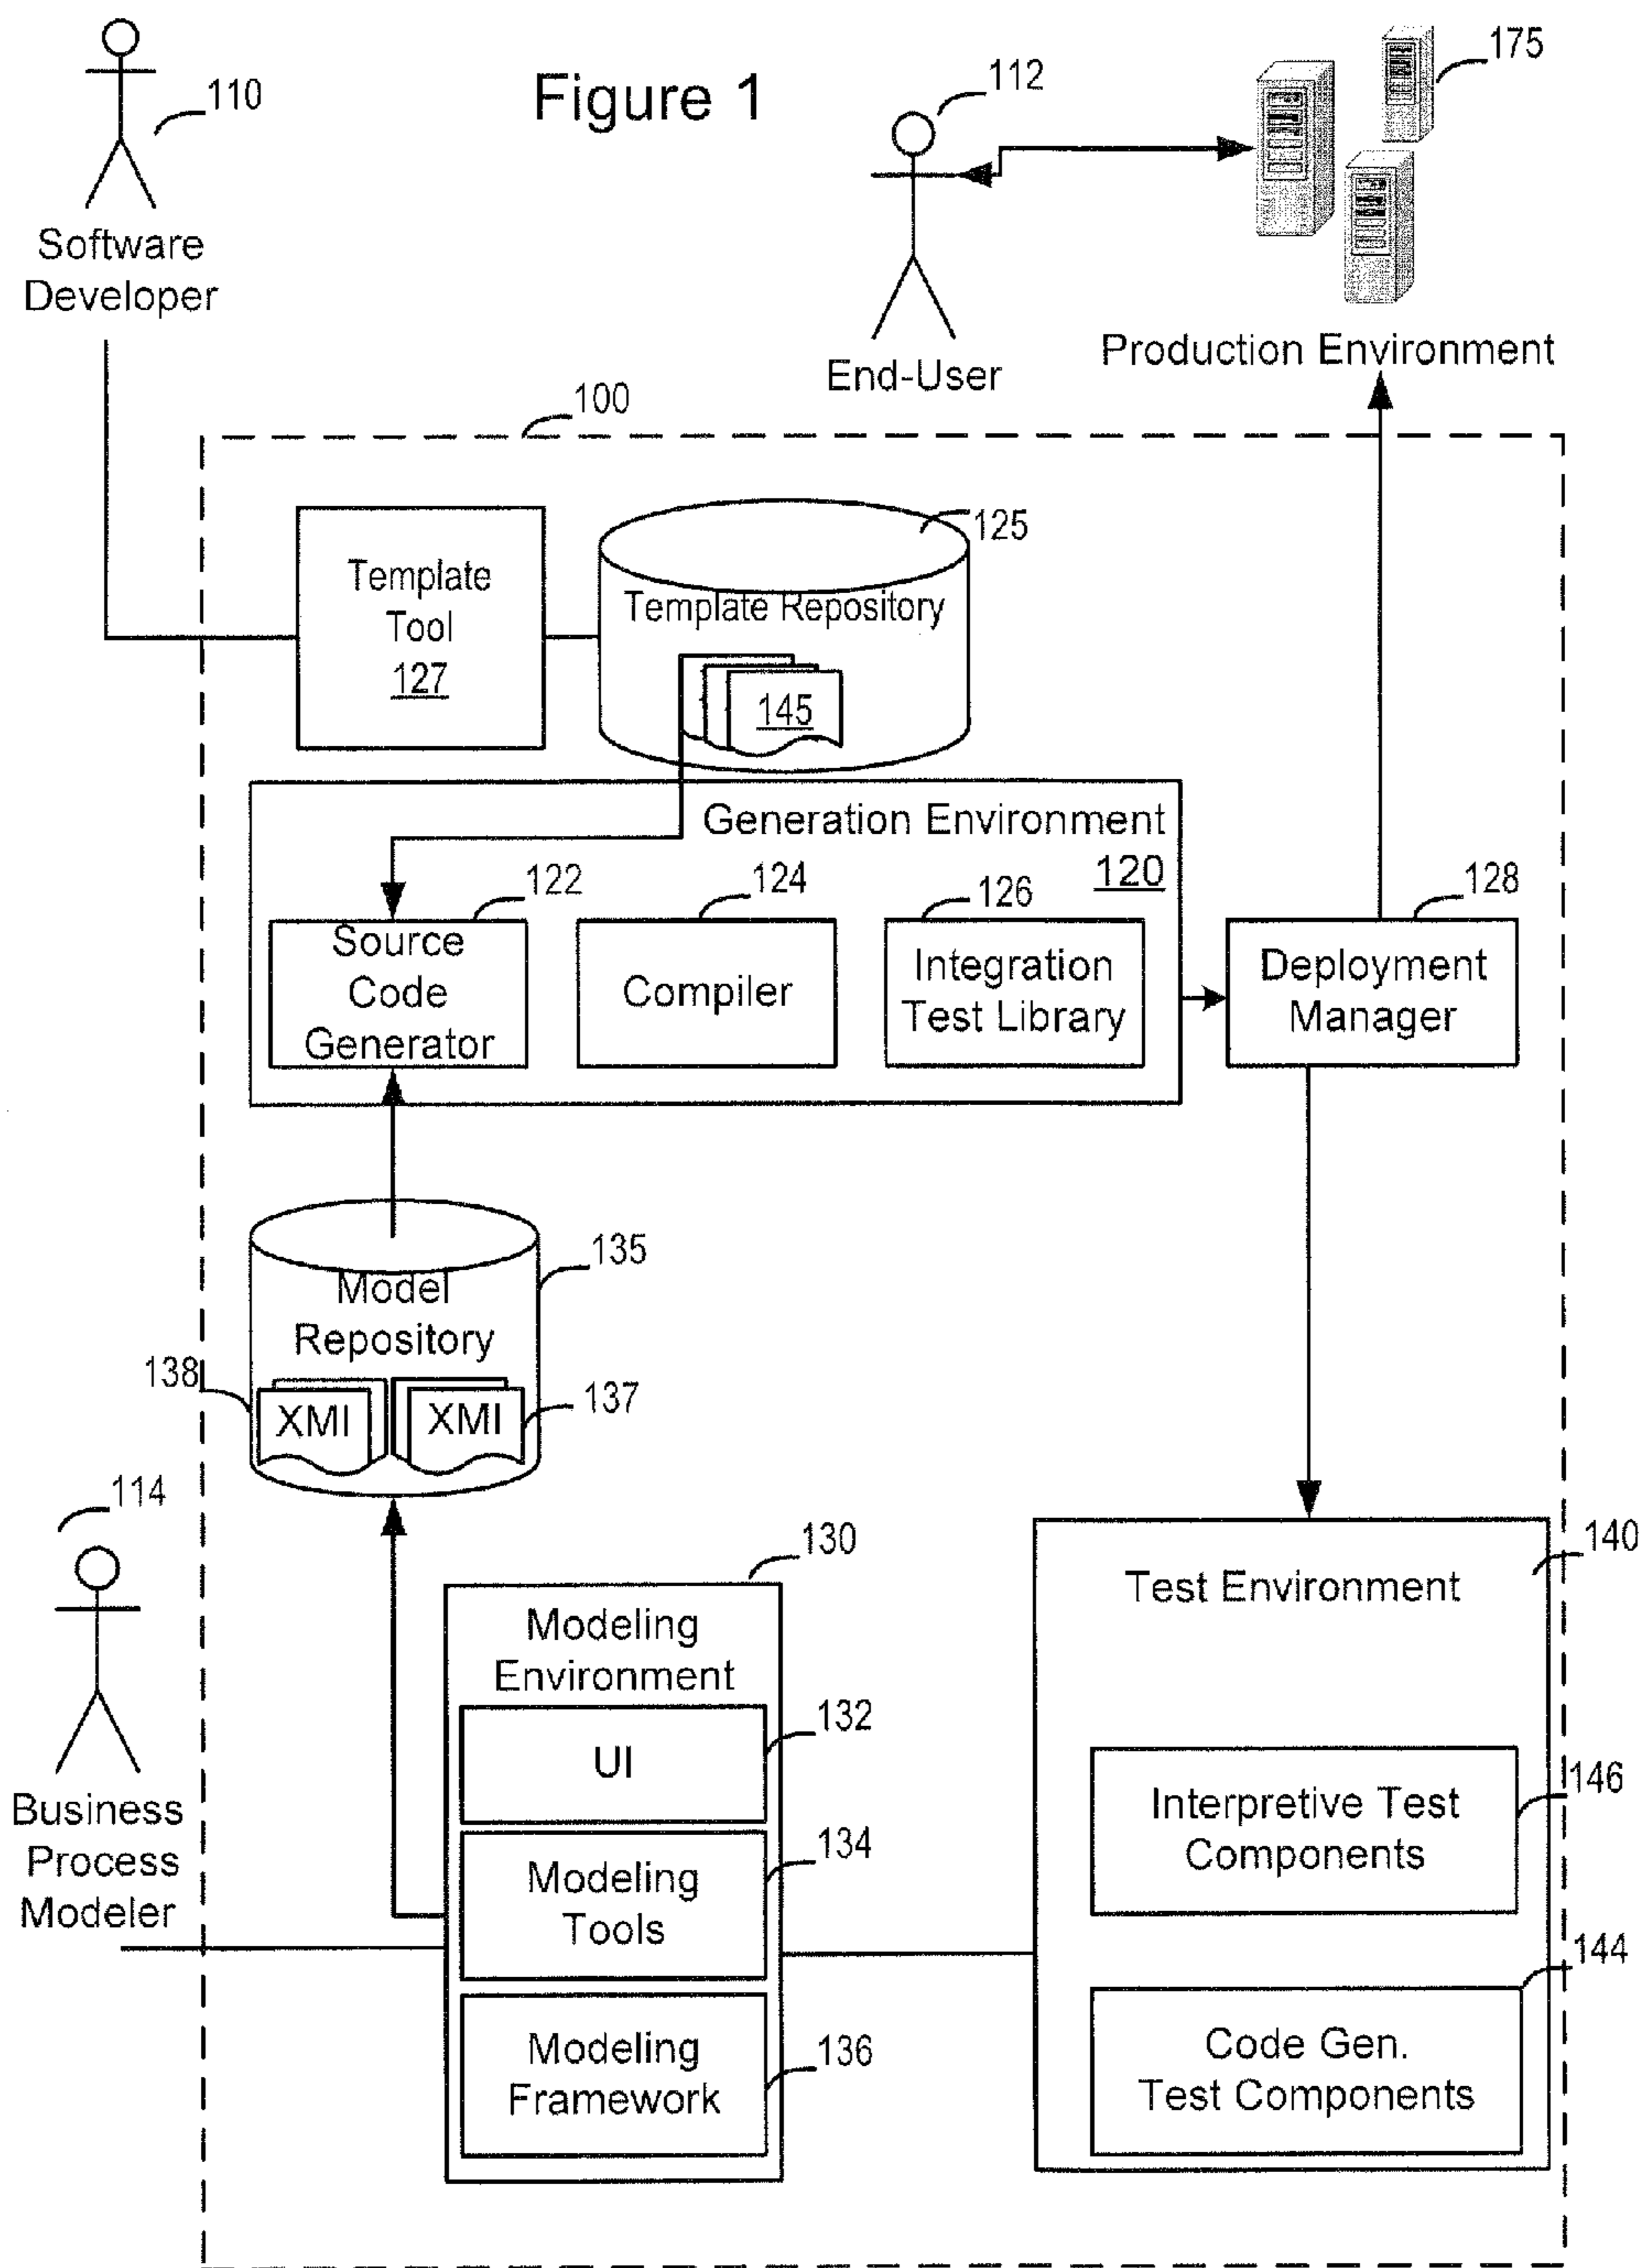 Figure 1
110
Software
Developer
112
End-User
175
Production Environment
100
Template
Tool
127
125
Template Repository
145
Generation Environment
120
122
Source
Code
Generator
124
Compiler
126
Integration
Test Library
128
Deployment
Manager
135
Model
Repository
138
XMI
XMI
137
114
Business
Process
Modeler
130
Modeling
Environment
132
UI
134
Modeling
Tools
136
Modeling
Framework
140
Test Environment
146
Interpretive Test
Components
144
Code Gen.
Test Components